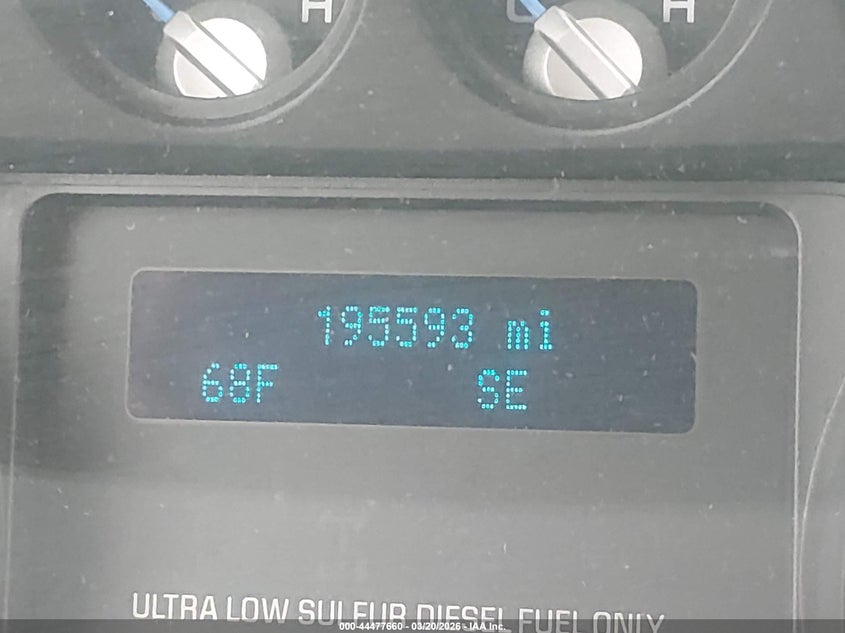 H
C H
195593 mi
68F SE
ULTRA LOW SULFUR DIESEL FUEL ONLY
000-44477660 - 03/20/2026 - IAA Inc.